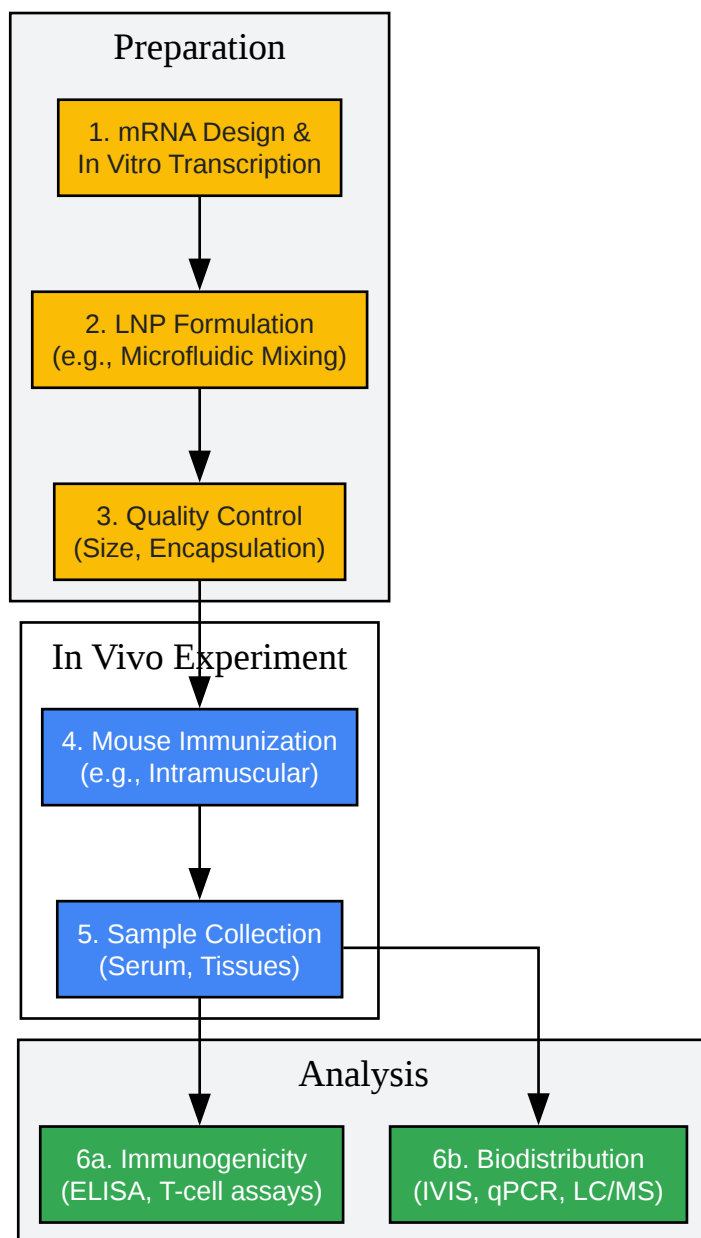 Preparation
1. mRNA Design &
In Vitro Transcription
2. LNP Formulation
(e.g., Microfluidic Mixing)
3. Quality Control
(Size, Encapsulation)
In Vivo Experiment
4. Mouse Immunization
(e.g., Intramuscular)
5. Sample Collection
(Serum, Tissues)
Analysis
6a. Immunogenicity
(ELISA, T-cell assays)
6b. Biodistribution
(IVIS, qPCR, LC/MS)